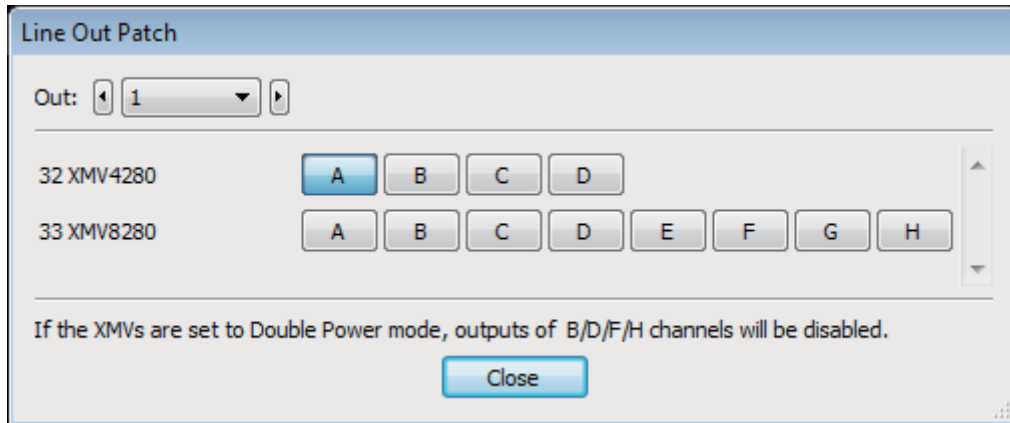 Line Out Patch
Out: 1
32 XMV4280 A B C D
33 XMV8280 A B C D E F G H
If the XMVs are set to Double Power mode, outputs of B/D/F/H channels will be disabled.
Close